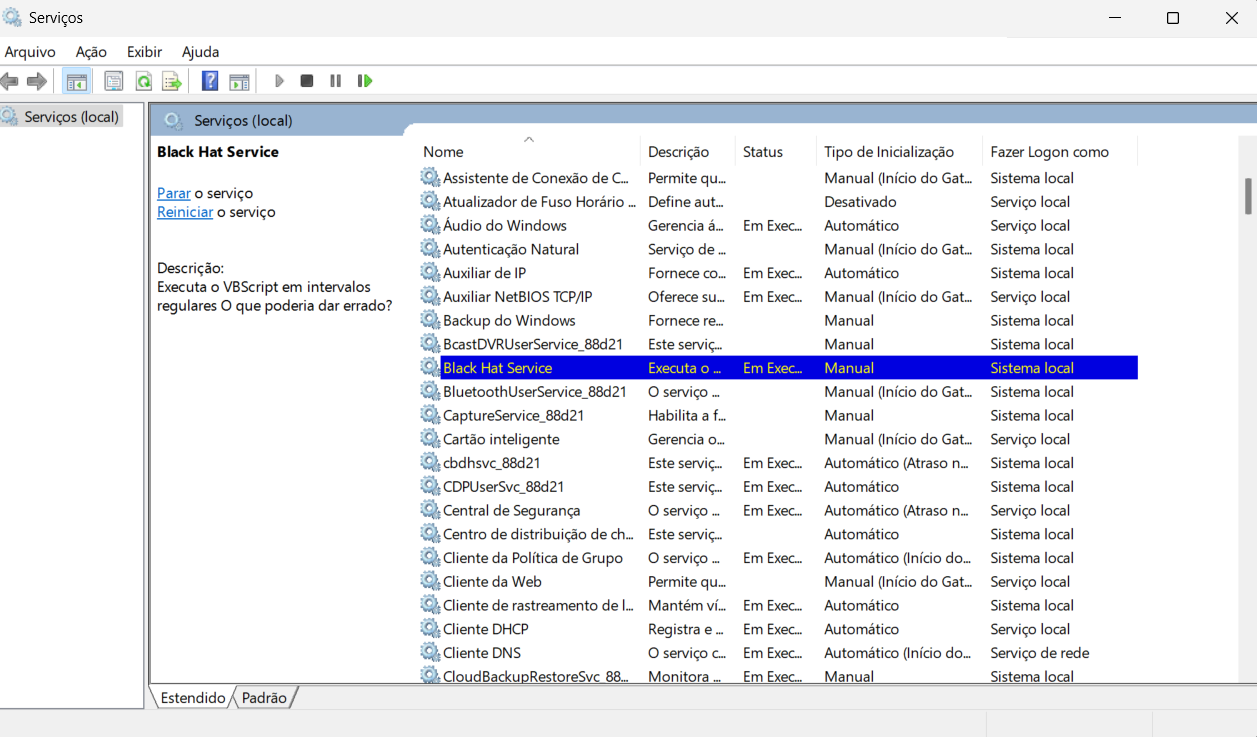 Serviços
Arquivo Ação Exibir Ajuda
Serviços (local)
Serviços (local)
Black Hat Service
Parar o serviço
Reiniciar o serviço
Descrição:
Executa o VBScript em intervalos
regulares O que poderia dar errado?
Nome Descrição Status Tipo de Inicialização Fazer Logon como
Assistente de Conexão de C... Permite qu... Manual (Início do Gat... Sistema local
Atualizador de Fuso Horário ... Define aut... Desativado Serviço local
Áudio do Windows Gerencia á... Em Exec... Automático Serviço local
Autenticação Natural Serviço de ... Manual (Início do Gat... Sistema local
Auxiliar de IP Fornece co... Em Exec... Automático Sistema local
Auxiliar NetBIOS TCP/IP Oferece su... Em Exec... Manual (Início do Gat... Serviço local
Backup do Windows Fornece re... Manual Sistema local
BcastDVRUserService_88d21 Este serviç... Manual Sistema local
Black Hat Service Executa o ... Em Exec... Manual Sistema local
BluetoothUserService_88d21 O serviço ... Manual (Início do Gat... Sistema local
CaptureService_88d21 Habilita a f... Manual Sistema local
Cartão inteligente Gerencia o... Manual (Início do Gat... Serviço local
cbdhsvc_88d21 Este serviç... Em Exec... Automático (Atraso n... Sistema local
CDPUserSvc_88d21 Este serviç... Em Exec... Automático Sistema local
Central de Segurança O serviço ... Em Exec... Automático (Atraso n... Serviço local
Centro de distribuição de ch... Este serviç... Automático Sistema local
Cliente da Política de Grupo O serviço ... Em Exec... Automático (Início do... Sistema local
Cliente da Web Permite qu... Manual (Início do Gat... Serviço local
Cliente de rastreamento de l... Mantém ví... Em Exec... Automático Sistema local
Cliente DHCP Registra e ... Em Exec... Automático Serviço local
Cliente DNS O serviço c... Em Exec... Automático (Início do... Serviço de rede
CloudBackupRestoreSvc_88... Monitora ... Em Exec... Manual Sistema local
Estendido Padrão